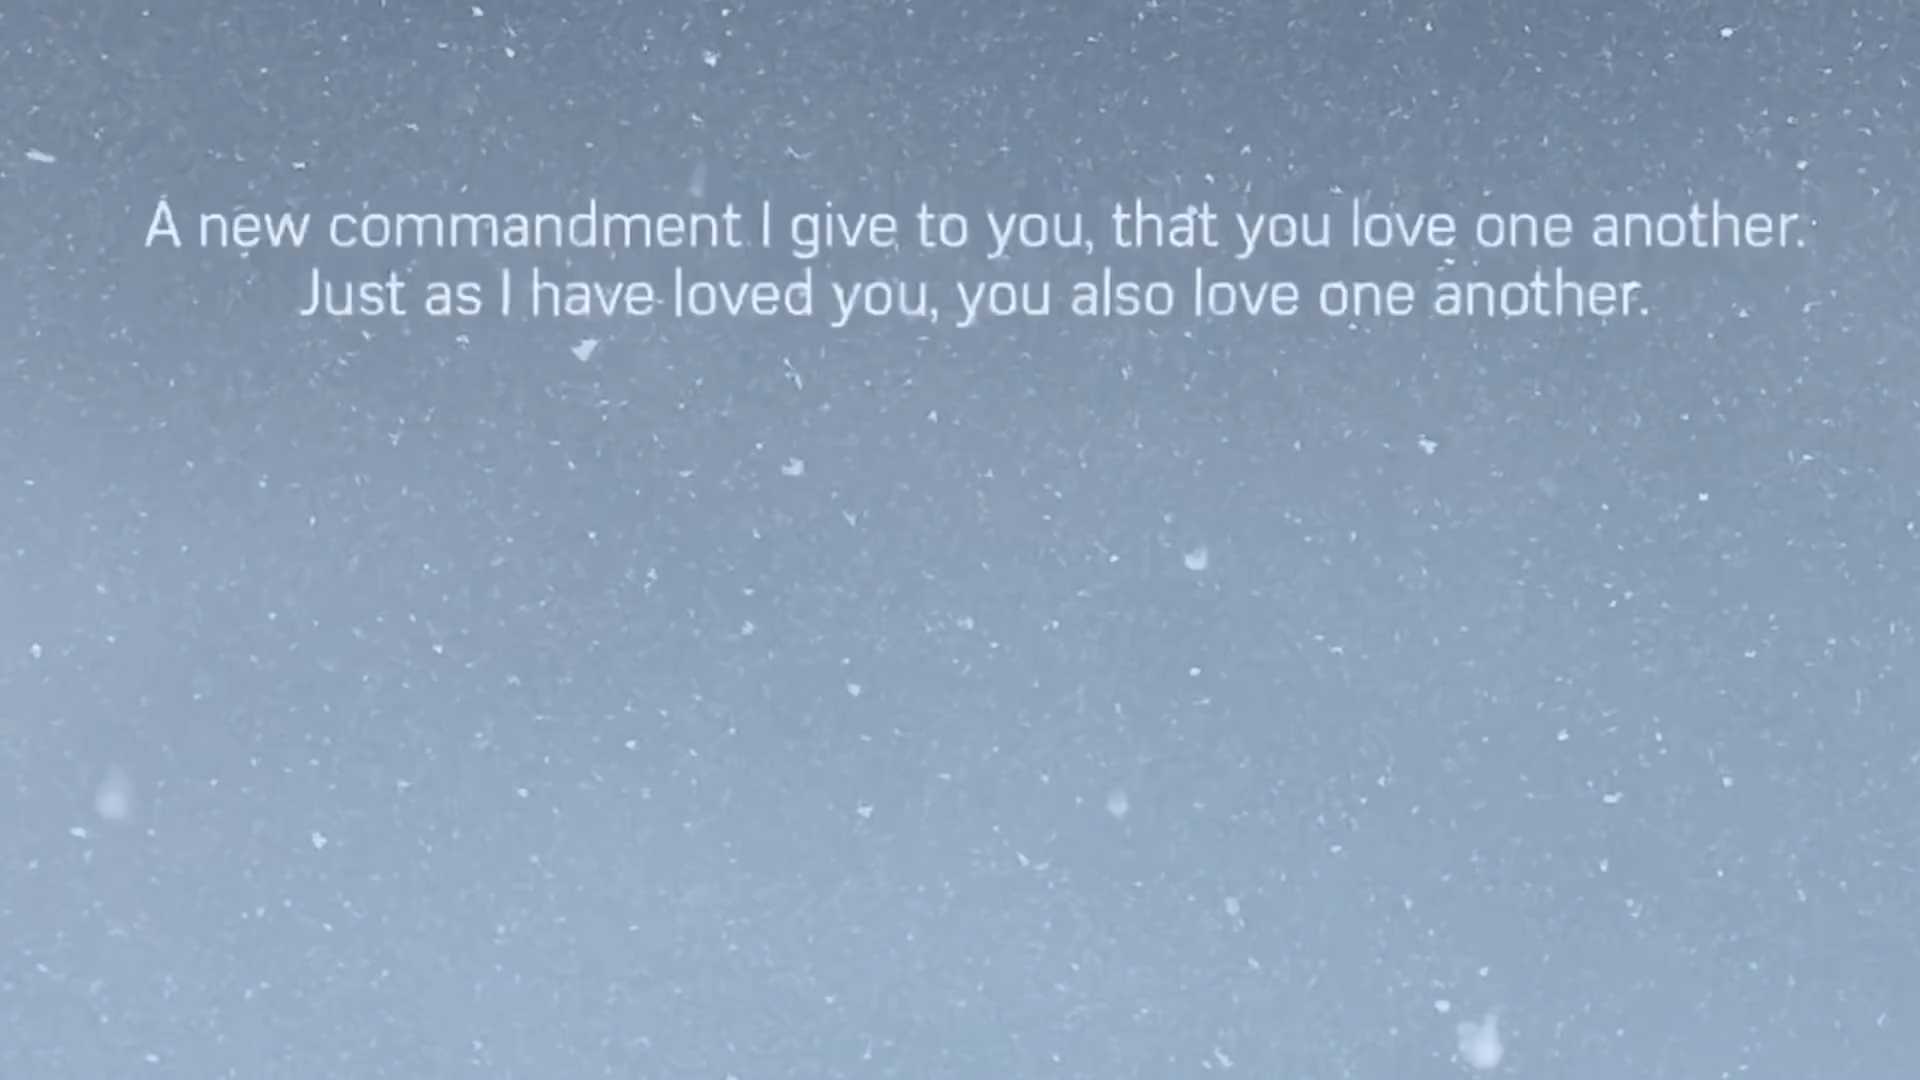 A new commandment I give to you, that you love one another.
Just as I have loved you, you also love one another.